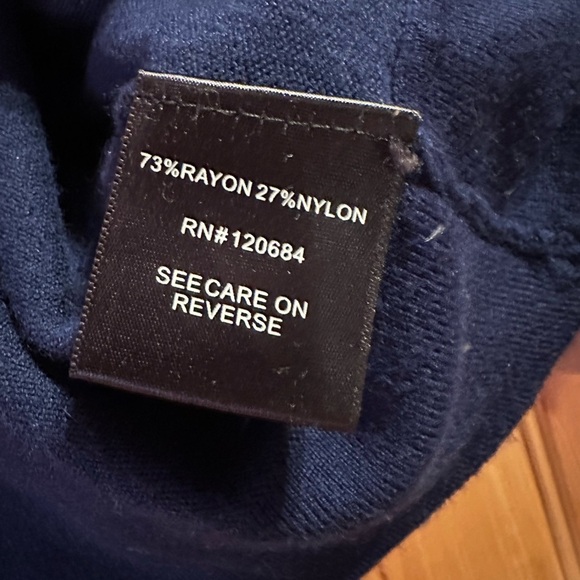 73%RAYON 27%NYLON
RN#120684
SEE CARE ON
REVERSE